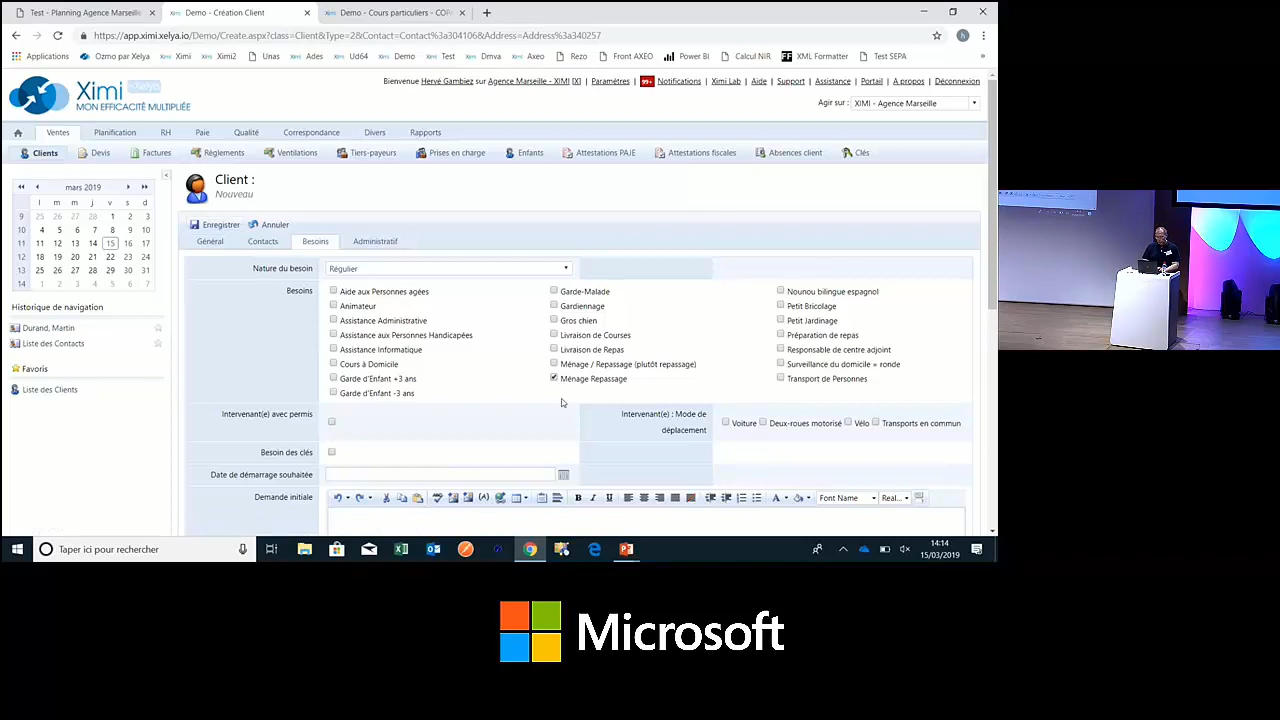 Test - Planning Agence Marseille
Demo - Création Client
Demo - Cours particuliers - CO
https://app.ximi.xelya.io/Demo/Create.aspx?class=Client&Type=2&Contact=Contact%3a304106&Address=Address%3a340257
Applications Ozmo par Xelya Ximi Ximi2 Unas Ades Ud64 Demo Test Dmva Axeo Rezo Front AXEO Power BI Calcul NIR XML Formatter Test SEPA
Ximi xelya
MON EFFICACITÉ MULTIPLIÉE
Bienvenue Hervé Gambiez sur Agence Marseille - XIMI [X] Paramètres 99+ Notifications Ximi Lab Aide Support Assistance Portail A propos Déconnexion
Agir sur : XIMI - Agence Marseille
Ventes Planification RH Paie Qualité Correspondance Divers Rapports
Clients Devis Factures Règlements Ventilations Tiers-payeurs Prises en charge Enfants Attestations PAJE Attestations fiscales Absences client Clés
mars 2019
l m m j v s d
9 25 26 27 28 1 2 3
10 4 5 6 7 8 9 10
11 11 12 13 14 15 16 17
12 18 19 20 21 22 23 24
13 25 26 27 28 29 30 31
14 1 2 3 4 5 6 7
Historique de navigation
Durand, Martin
Liste des Contacts
Favoris
Liste des Clients
Client :
Nouveau
Enregistrer Annuler
Général Contacts Besoins Administratif
Nature du besoin Régulier
Besoins
Aide aux Personnes agées
Animateur
Assistance Administrative
Assistance aux Personnes Handicapées
Assistance Informatique
Cours à Domicile
Garde d'Enfant +3 ans
Garde d'Enfant -3 ans
Garde-Malade
Gardiennage
Gros chien
Livraison de Courses
Livraison de Repas
Ménage / Repassage (plutôt repassage)
Ménage Repassage
Nounou bilingue espagnol
Petit Bricolage
Petit Jardinage
Préparation de repas
Responsable de centre adjoint
Surveillance du domicile = ronde
Transport de Personnes
Intervenant(e) avec permis
Intervenant(e) : Mode de
déplacement
Voiture Deux-roues motorisé Vélo Transports en commun
Besoin des clés
Date de démarrage souhaitée
Demande initiale
B I U A Font Name Real...
Taper ici pour rechercher
14:14
15/03/2019
Microsoft